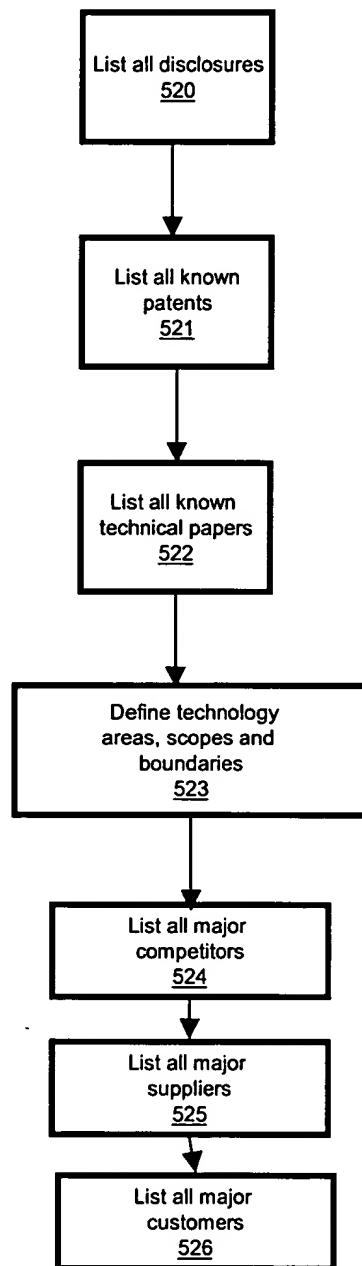 List all disclosures
520
List all known
patents
521
List all known
technical papers
522
Define technology
areas, scopes and
boundaries
523
List all major
competitors
524
List all major
suppliers
525
List all major
customers
526